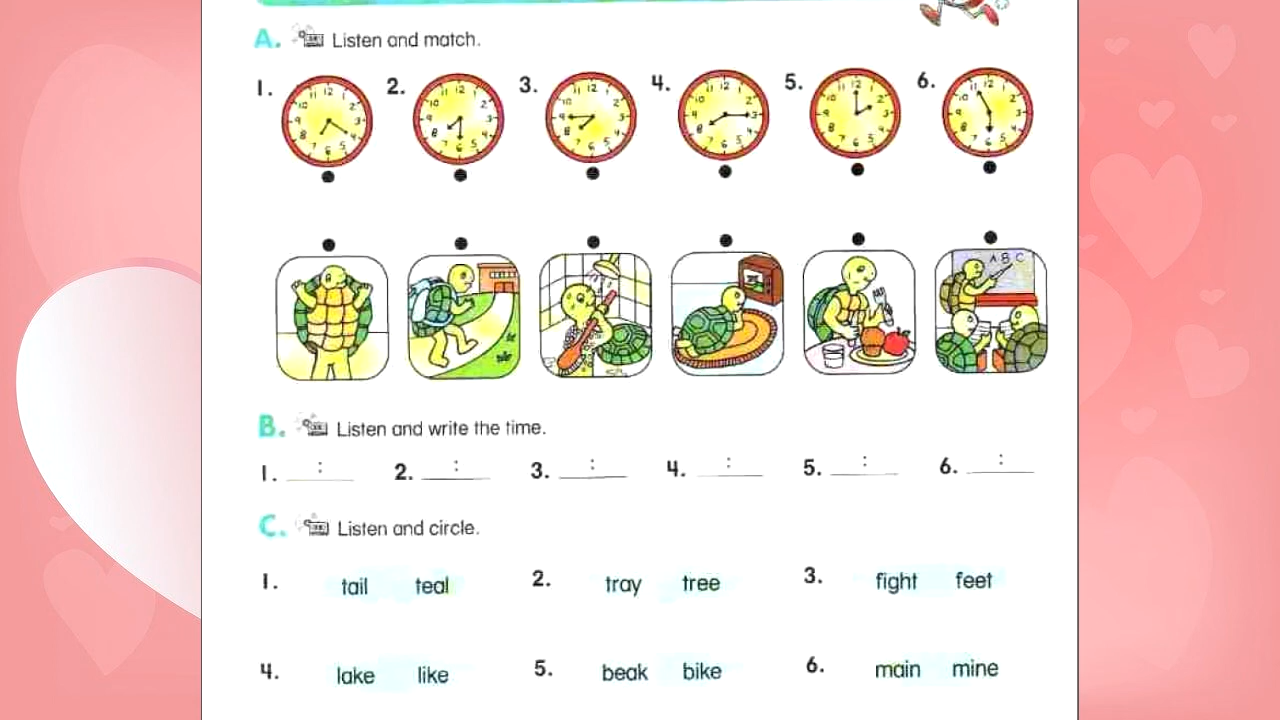 A. Listen and match.
1. 2. 3. 4. 5. 6.
A B C
B. Listen and write the time.
1. : 2. : 3. : 4. : 5. : 6. :
C. Listen and circle.
1. tail teal 2. tray tree 3. fight feet
4. lake like 5. beak bike 6. main mine